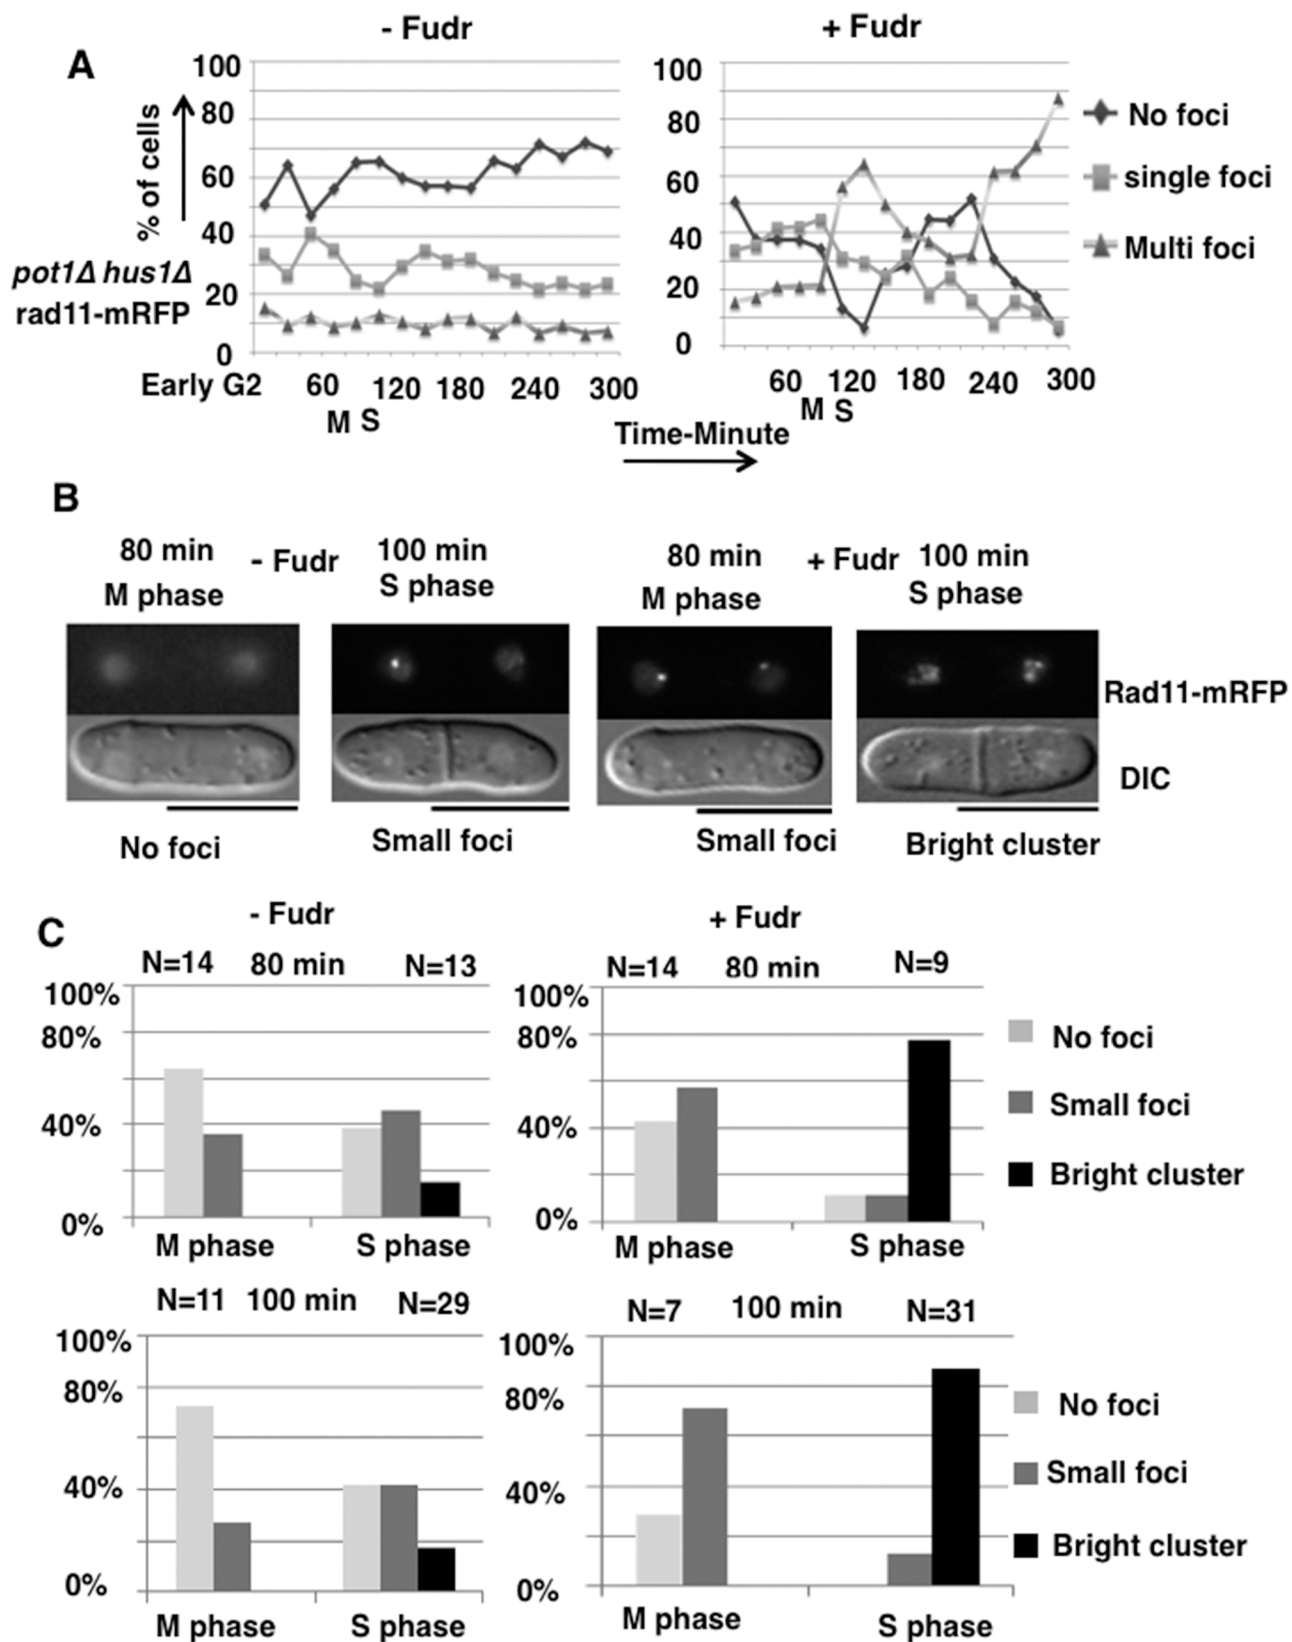 A
- Fudr
+ Fudr
% of cells
100
80
60
40
20
0
100
80
60
40
20
0
No foci
single foci
Multi foci
pot1Δ hus1Δ
rad11-mRFP
Early G2 60 120 180 240 300
M S
60 120 180 240 300
M S
Time-Minute
B
80 min
M phase
- Fudr
100 min
S phase
80 min
M phase
+ Fudr
100 min
S phase
Rad11-mRFP
DIC
No foci
Small foci
Small foci
Bright cluster
C
- Fudr
N=14 80 min N=13
100%
80%
40%
0%
M phase S phase
+ Fudr
N=14 80 min N=9
100%
80%
40%
0%
M phase S phase
No foci
Small foci
Bright cluster
N=11 100 min N=29
100%
80%
40%
0%
M phase S phase
N=7 100 min N=31
100%
80%
40%
0%
M phase S phase
No foci
Small foci
Bright cluster